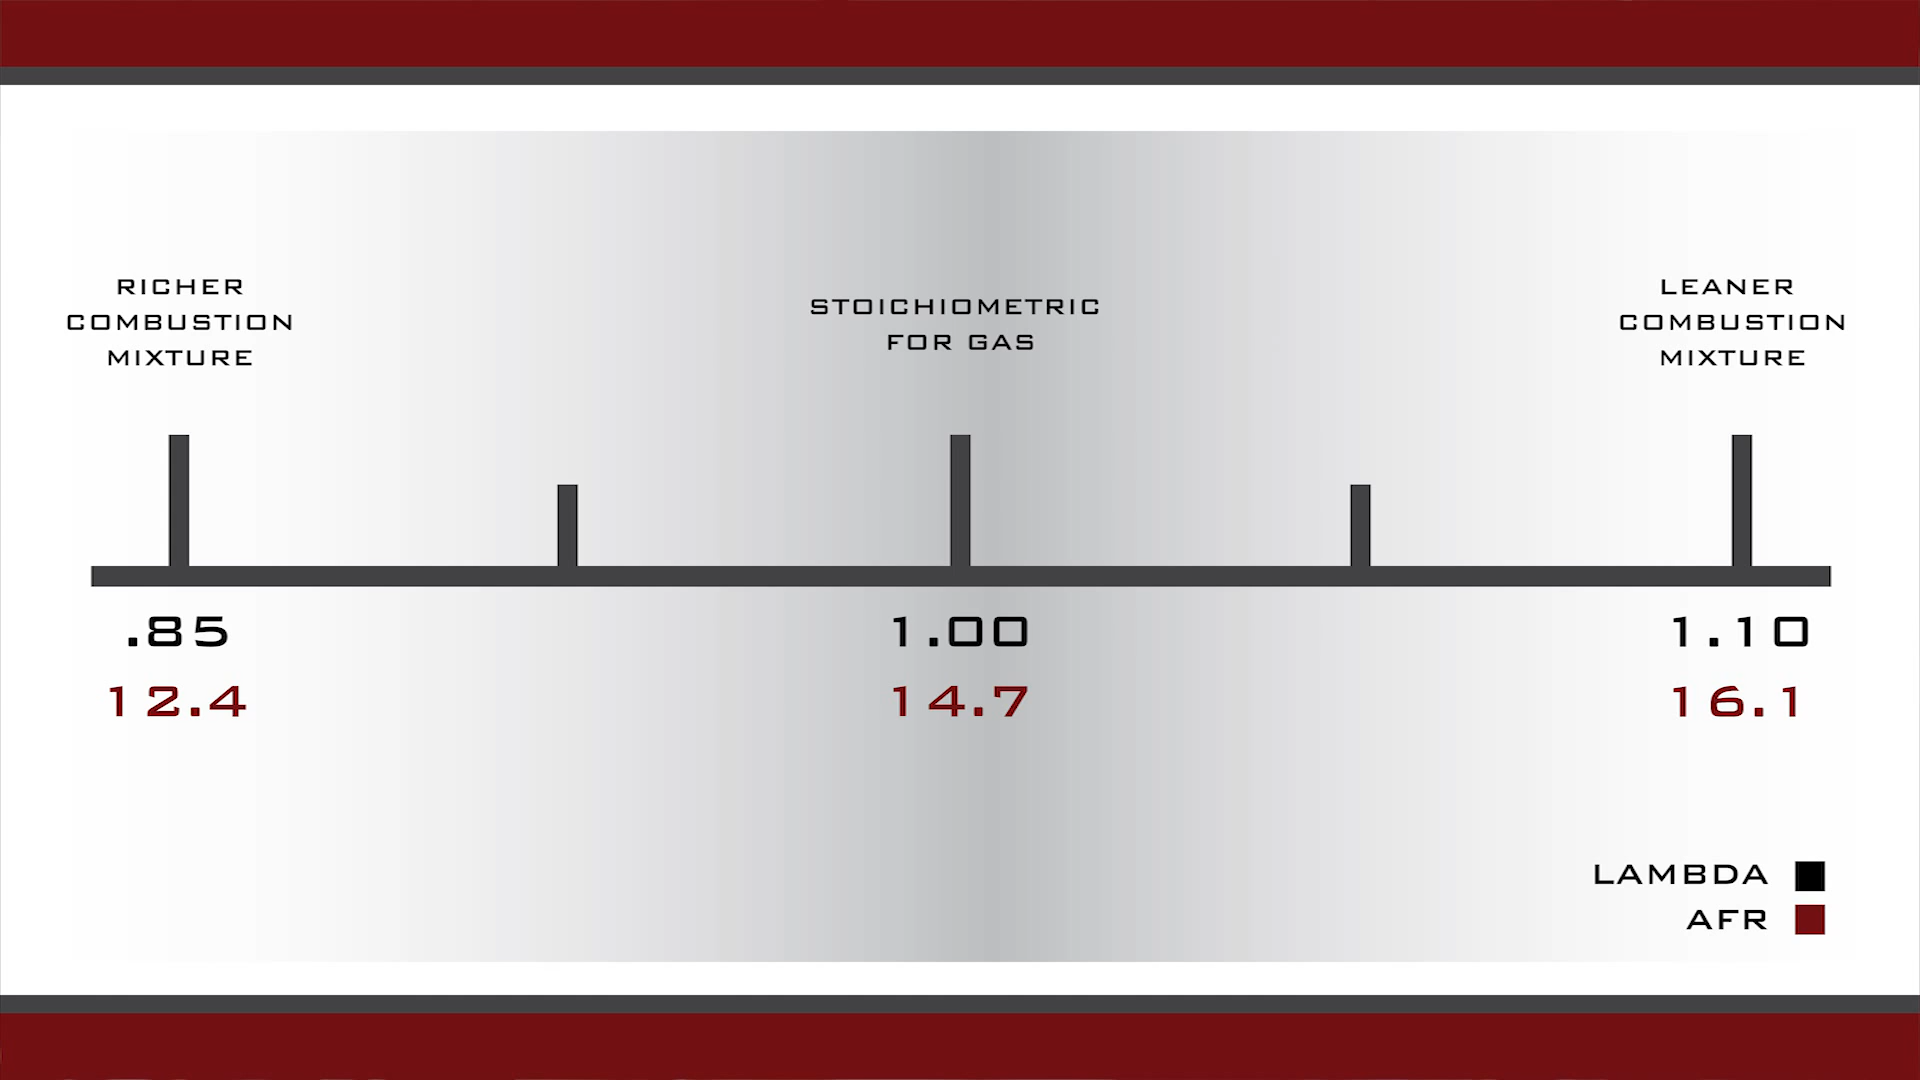 RICHER
COMBUSTION
MIXTURE
STOICHIOMETRIC
FOR GAS
LEANER
COMBUSTION
MIXTURE
.85
1.00
1.10
12.4
14.7
16.1
LAMBDA
AFR